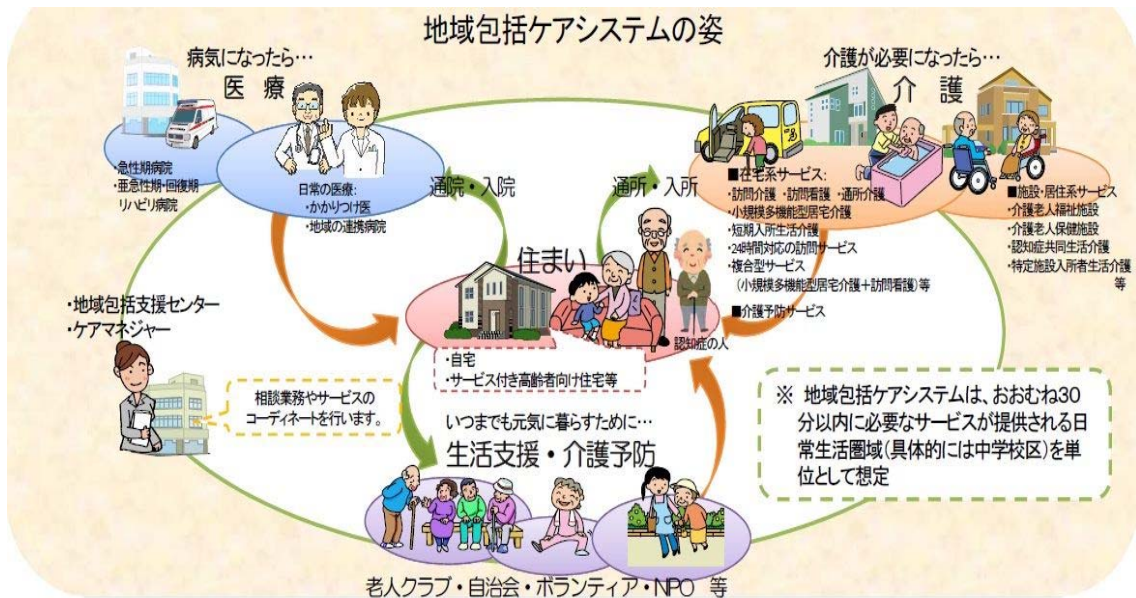 地域包括ケアシステムの姿
病気になったら…
医 療
・急性期病院
・亜急性期・回復期
リハビリ病院
日常の医療:
・かかりつけ医
・地域の連携病院
通院・入院
通所・入所
介護が必要になったら…
介 護
■在宅系サービス:
・訪問介護 ・訪問看護 ・通所介護
・小規模多機能型居宅介護
・短期入所生活介護
・24時間対応の訪問サービス
・複合型サービス
（小規模多機能型居宅介護＋訪問看護）等
■介護予防サービス
■施設・居住系サービス
・介護老人福祉施設
・介護老人保健施設
・認知症共同生活介護
・特定施設入所者生活介護
等
住まい
認知症の人
・自宅
・サービス付き高齢者向け住宅等
・地域包括支援センター
・ケアマネジャー
相談業務やサービスの
コーディネートを行います。
いつまでも元気に暮らすために…
生活支援・介護予防
老人クラブ・自治会・ボランティア・NPO 等
※ 地域包括ケアシステムは、おおむね30
分以内に必要なサービスが提供される日
常生活圏域（具体的には中学校区）を単
位として想定